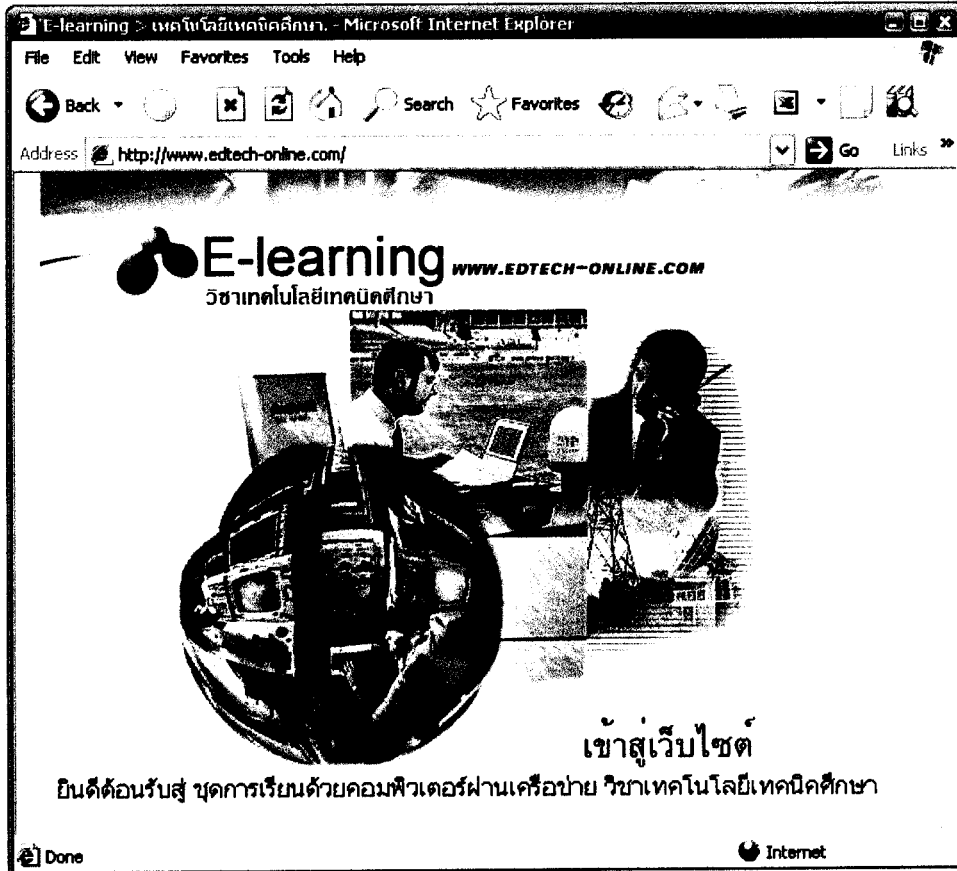 E-learning > เทคโนโลยีเทคนิคศึกษา. - Microsoft Internet Explorer
File Edit View Favorites Tools Help
Back Search Favorites
Address http://www.edtech-online.com/ Go Links »
E-learning WWW.EDTECH-ONLINE.COM
วิชาเทคโนโลยีเทคนิคศึกษา
เข้าสู่เว็บไซต์
ยินดีต้อนรับสู่ ชุดการเรียนด้วยคอมพิวเตอร์ผ่านเครือข่าย วิชาเทคโนโลยีเทคนิคศึกษา
Done Internet